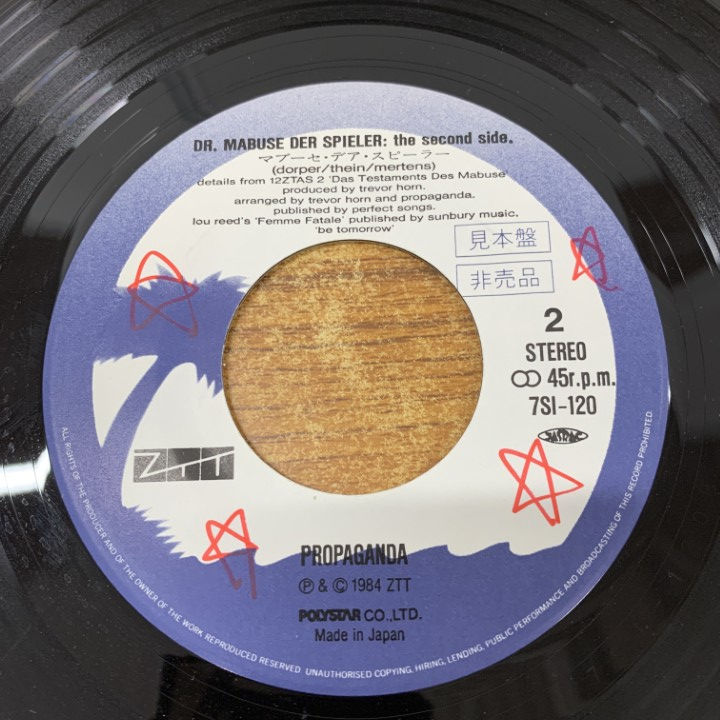 DR. MABUSE DER SPIELER: the second side.
マブーセ・デア・スピーラー
(dorper/thein/mertens)
details from 12ZTAS 2 'Das Testaments Des Mabuse'
produced by trevor horn.
arranged by trevor horn and propaganda.
published by perfect songs.
lou reed's 'Femme Fatale' published by sunbury music.
'be tomorrow'
見本盤
非売品
2
STEREO
45r.p.m.
7SI-120
JASRAC
ZTT
PROPAGANDA
℗ & © 1984 ZTT
POLYSTAR CO.,LTD.
Made in Japan
ALL RIGHTS OF THE PRODUCER AND OF THE OWNER OF THE WORK REPRODUCED RESERVED UNAUTHORISED COPYING, HIRING, LENDING, PUBLIC PERFORMANCE AND BROADCASTING OF THIS RECORD PROHIBITED.